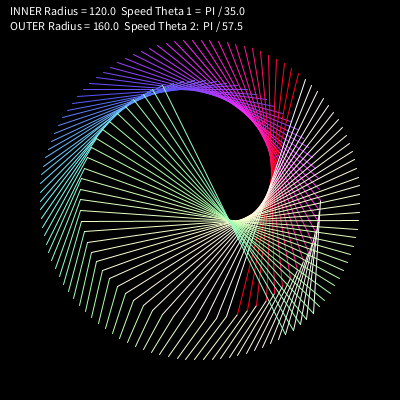 INNER Radius = 120.0  Speed Theta 1 =  PI / 35.0
OUTER Radius = 160.0  Speed Theta 2:  PI / 57.5